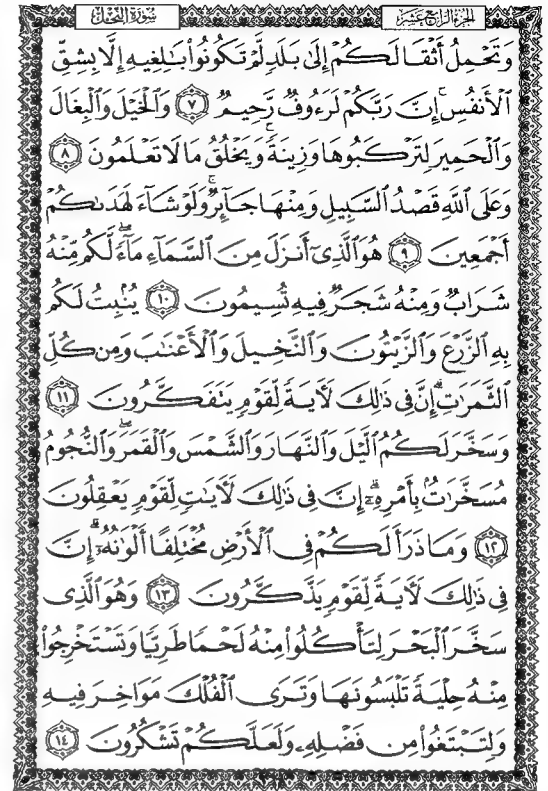 الجزء الرابع عشر
سورة النحل
وَتَحْمِلُ أَثْقَالَكُمْ إِلَىٰ بَلَدٍ لَّمْ تَكُونُوا۟ بَٰلِغِيهِ إِلَّا بِشِقِّ
ٱلْأَنفُسِ ۚ إِنَّ رَبَّكُمْ لَرَءُوفٌ رَّحِيمٌ ٧ وَٱلْخَيْلَ وَٱلْبِغَالَ
وَٱلْحَمِيرَ لِتَرْكَبُوهَا وَزِينَةً ۚ وَيَخْلُقُ مَا لَا تَعْلَمُونَ ٨
وَعَلَى ٱللَّهِ قَصْدُ ٱلسَّبِيلِ وَمِنْهَا جَآئِرٌ ۚ وَلَوْ شَآءَ لَهَدَىٰكُمْ
أَجْمَعِينَ ٩ هُوَ ٱلَّذِىٓ أَنزَلَ مِنَ ٱلسَّمَآءِ مَآءً ۖ لَّكُم مِّنْهُ
شَرَابٌ وَمِنْهُ شَجَرٌ فِيهِ تُسِيمُونَ ١٠ يُنۢبِتُ لَكُم
بِهِ ٱلزَّرْعَ وَٱلزَّيْتُونَ وَٱلنَّخِيلَ وَٱلْأَعْنَٰبَ وَمِن كُلِّ
ٱلثَّمَرَٰتِ ۗ إِنَّ فِى ذَٰلِكَ لَءَايَةً لِّقَوْمٍ يَتَفَكَّرُونَ ١١
وَسَخَّرَ لَكُمُ ٱلَّيْلَ وَٱلنَّهَارَ وَٱلشَّمْسَ وَٱلْقَمَرَ ۖ وَٱلنُّجُومُ
مُسَخَّرَٰتٌۢ بِأَمْرِهِۦٓ ۗ إِنَّ فِى ذَٰلِكَ لَءَايَٰتٍ لِّقَوْمٍ يَعْقِلُونَ
١٢ وَمَا ذَرَأَ لَكُمْ فِى ٱلْأَرْضِ مُخْتَلِفًا أَلْوَٰنُهُۥٓ ۗ إِنَّ
فِى ذَٰلِكَ لَءَايَةً لِّقَوْمٍ يَذَّكَّرُونَ ١٣ وَهُوَ ٱلَّذِى
سَخَّرَ ٱلْبَحْرَ لِتَأْكُلُوا۟ مِنْهُ لَحْمًا طَرِيًّا وَتَسْتَخْرِجُوا۟
مِنْهُ حِلْيَةً تَلْبَسُونَهَا وَتَرَى ٱلْفُلْكَ مَوَاخِرَ فِيهِ
وَلِتَبْتَغُوا۟ مِن فَضْلِهِۦ وَلَعَلَّكُمْ تَشْكُرُونَ ١٤